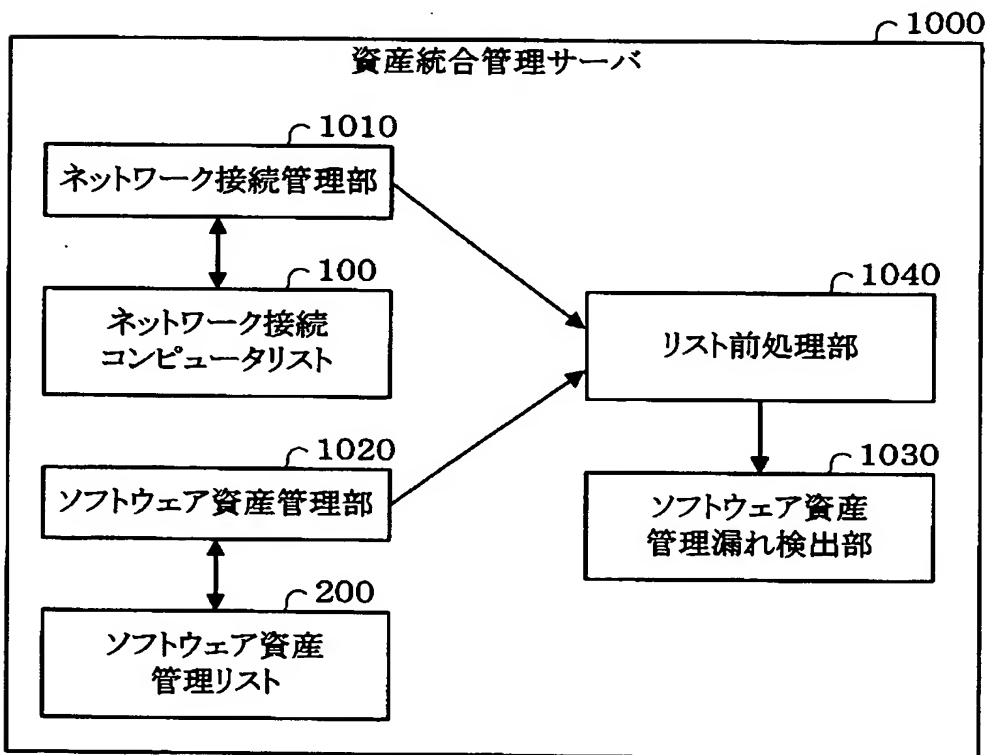 1000
資産統合管理サーバ
1010
ネットワーク接続管理部
100
ネットワーク接続
コンピュータリスト
1020
ソフトウェア資産管理部
200
ソフトウェア資産
管理リスト
1040
リスト前処理部
1030
ソフトウェア資産
管理漏れ検出部